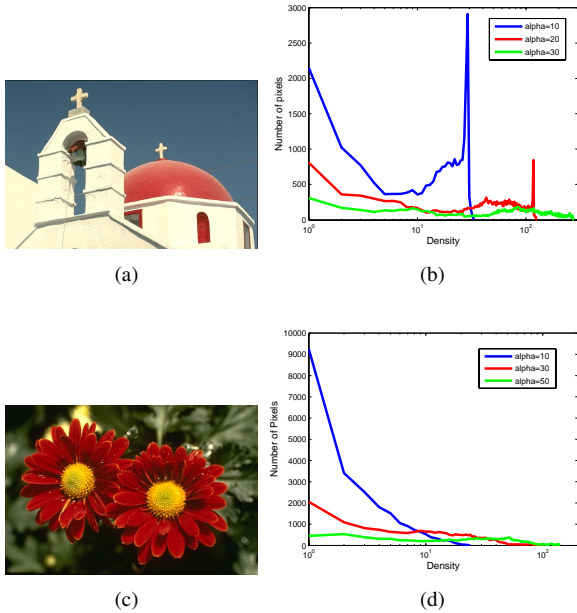 3000
2500
2000
1500
1000
500
0
Number of pixels
alpha=10
alpha=20
alpha=30
10^0
10^1
10^2
Density
(a)
(b)
10000
9000
8000
7000
6000
5000
4000
3000
2000
1000
0
Number of Pixels
alpha=10
alpha=30
alpha=50
10^0
10^1
10^2
Density
(c)
(d)